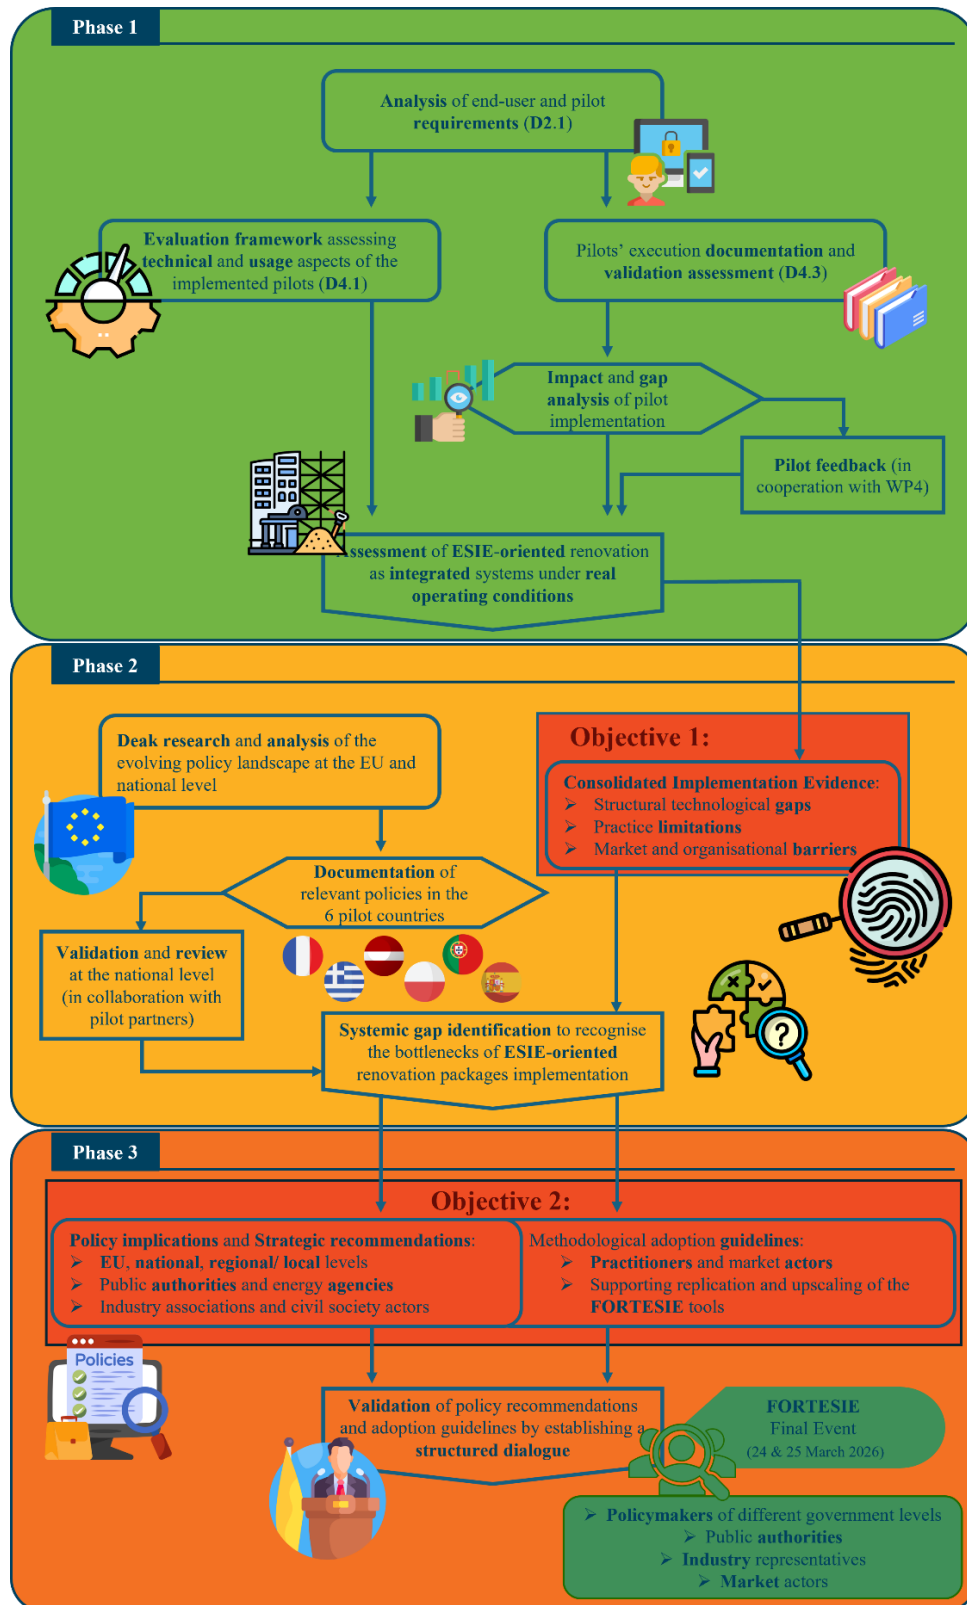 Phase 1
Analysis of end-user and pilot
requirements (D2.1)
Evaluation framework assessing
technical and usage aspects of the
implemented pilots (D4.1)
Pilots' execution documentation and
validation assessment (D4.3)
Impact and gap
analysis of pilot
implementation
Pilot feedback (in
cooperation with WP4)
Assessment of ESIE-oriented renovation
as integrated systems under real
operating conditions
Phase 2
Deak research and analysis of the
evolving policy landscape at the EU and
national level
Objective 1:
Consolidated Implementation Evidence:
➢ Structural technological gaps
➢ Practice limitations
➢ Market and organisational barriers
Documentation of
relevant policies in the
6 pilot countries
Validation and review
at the national level
(in collaboration with
pilot partners)
Systemic gap identification to recognise
the bottlenecks of ESIE-oriented
renovation packages implementation
Phase 3
Objective 2:
Policy implications and Strategic recommendations:
➢ EU, national, regional/ local levels
➢ Public authorities and energy agencies
➢ Industry associations and civil society actors
Methodological adoption guidelines:
➢ Practitioners and market actors
➢ Supporting replication and upscaling of the
FORTESIE tools
Policies
Validation of policy recommendations
and adoption guidelines by establishing a
structured dialogue
FORTESIE
Final Event
(24 & 25 March 2026)
➢ Policymakers of different government levels
➢ Public authorities
➢ Industry representatives
➢ Market actors